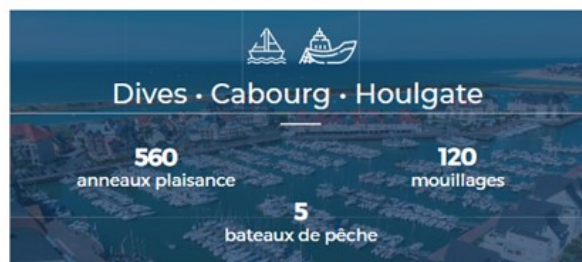 Dives • Cabourg • Houlgate
560
anneaux plaisance
120
mouillages
5
bateaux de pêche